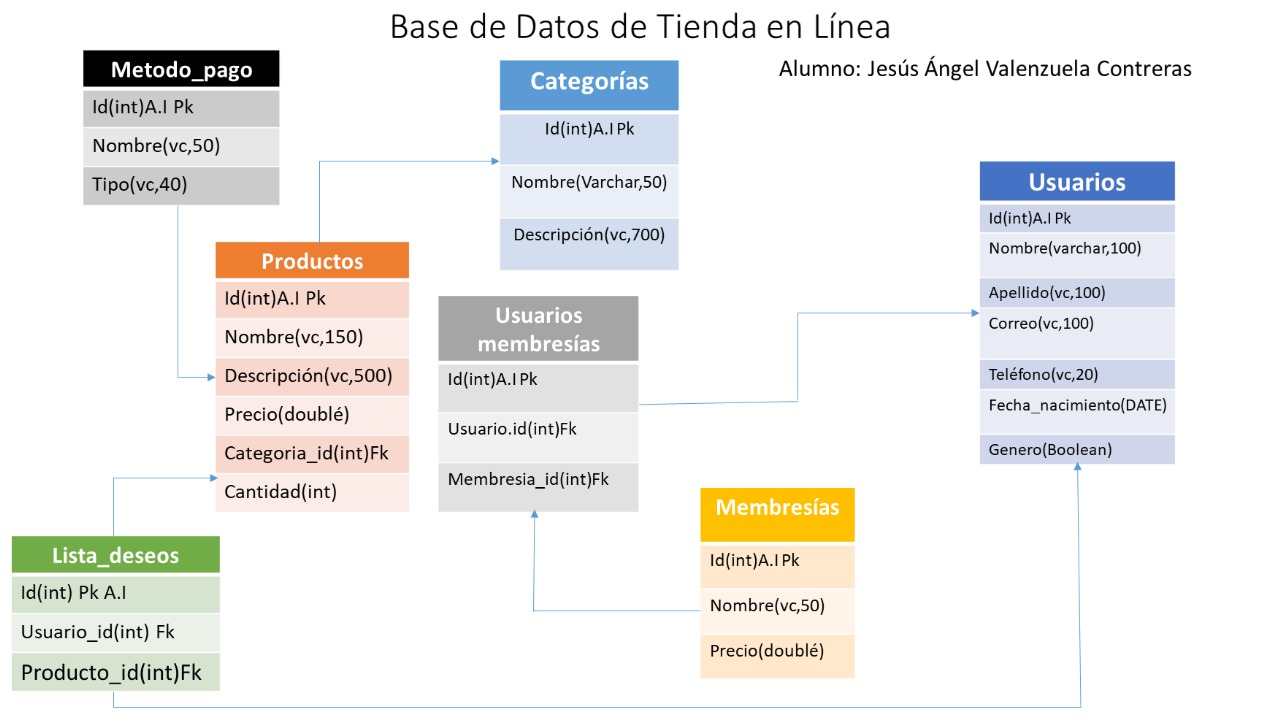 Base de Datos de Tienda en Línea
Alumno: Jesús Ángel Valenzuela Contreras
Metodo_pago
Id(int)A.I Pk
Nombre(vc,50)
Tipo(vc,40)
Categorías
Id(int)A.I Pk
Nombre(Varchar,50)
Descripción(vc,700)
Usuarios
Id(int)A.I Pk
Nombre(varchar,100)
Apellido(vc,100)
Correo(vc,100)
Teléfono(vc,20)
Fecha_nacimiento(DATE)
Genero(Boolean)
Productos
Id(int)A.I Pk
Nombre(vc,150)
Descripción(vc,500)
Precio(doublé)
Categoria_id(int)Fk
Cantidad(int)
Usuarios
membresías
Id(int)A.I Pk
Usuario.id(int)Fk
Membresia_id(int)Fk
Membresías
Id(int)A.I Pk
Nombre(vc,50)
Precio(doublé)
Lista_deseos
Id(int) Pk A.I
Usuario_id(int) Fk
Producto_id(int)Fk